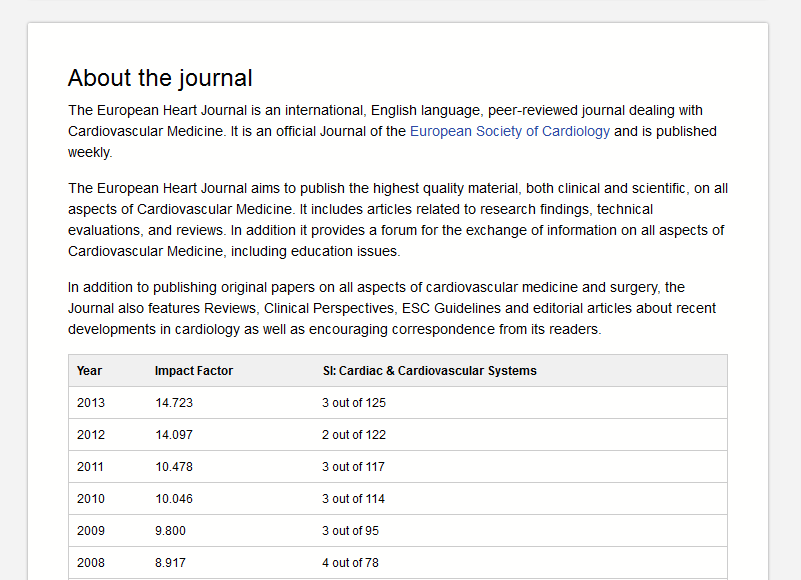 About the journal
The European Heart Journal is an international, English language, peer-reviewed journal dealing with
Cardiovascular Medicine. It is an official Journal of the European Society of Cardiology and is published
weekly.
The European Heart Journal aims to publish the highest quality material, both clinical and scientific, on all
aspects of Cardiovascular Medicine. It includes articles related to research findings, technical
evaluations, and reviews. In addition it provides a forum for the exchange of information on all aspects of
Cardiovascular Medicine, including education issues.
In addition to publishing original papers on all aspects of cardiovascular medicine and surgery, the
Journal also features Reviews, Clinical Perspectives, ESC Guidelines and editorial articles about recent
developments in cardiology as well as encouraging correspondence from its readers.
Year Impact Factor SI: Cardiac & Cardiovascular Systems
2013 14.723 3 out of 125
2012 14.097 2 out of 122
2011 10.478 3 out of 117
2010 10.046 3 out of 114
2009 9.800 3 out of 95
2008 8.917 4 out of 78